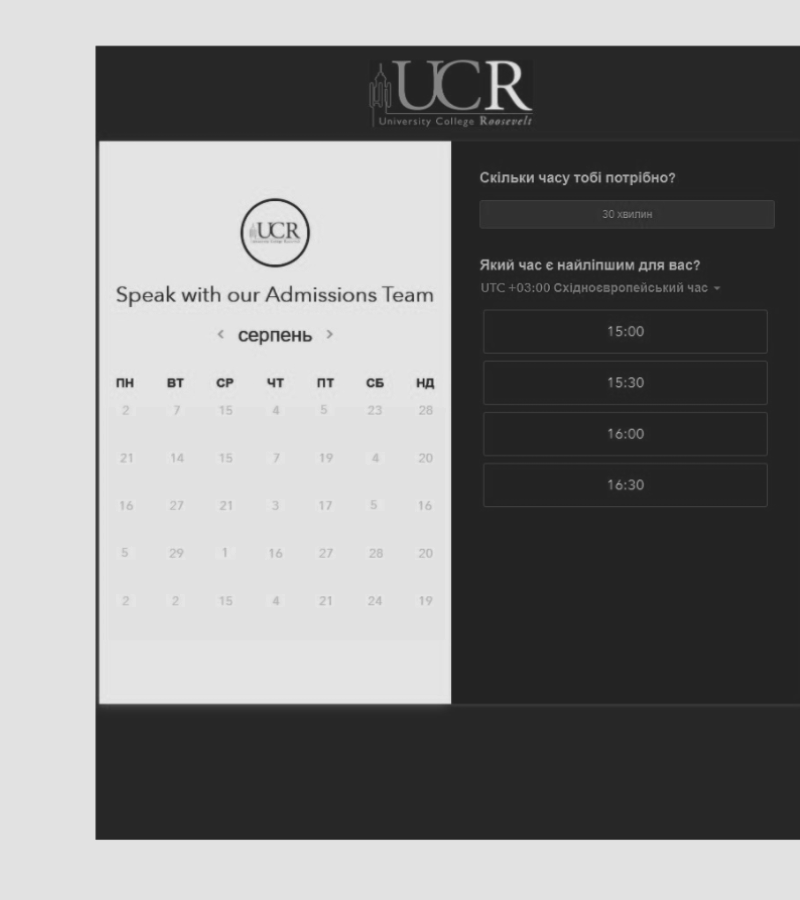 UCR
University College Roosevelt
UCR
Speak with our Admissions Team
серпень
ПН ВТ СР ЧТ ПТ СБ НД
2 7 15 4 5 23 28
21 14 15 7 19 4 20
16 27 21 3 17 5 16
5 29 1 16 27 28 20
2 2 15 4 21 24 19
Скільки часу тобі потрібно?
30 хвилин
Який час є найліпшим для вас?
UTC +03:00 Східноєвропейський час
15:00
15:30
16:00
16:30